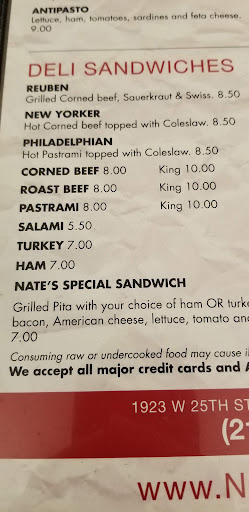 ANTIPASTO
Lettuce, ham, tomatoes, sardines and feta cheese.
9.00
DELI SANDWICHES
REUBEN
Grilled Corned beef, Sauerkraut & Swiss. 8.50
NEW YORKER
Hot Corned beef topped with Coleslaw. 8.50
PHILADELPHIAN
Hot Pastrami topped with Coleslaw. 8.50
CORNED BEEF 8.00 King 10.00
ROAST BEEF 8.00 King 10.00
PASTRAMI 8.00 King 10.00
SALAMI 5.50
TURKEY 7.00
HAM 7.00
NATE'S SPECIAL SANDWICH
Grilled Pita with your choice of ham OR turke
bacon, American cheese, lettuce, tomato and
7.00
Consuming raw or undercooked food may cause i
We accept all major credit cards and A
1923 W 25TH ST
(21
www.N